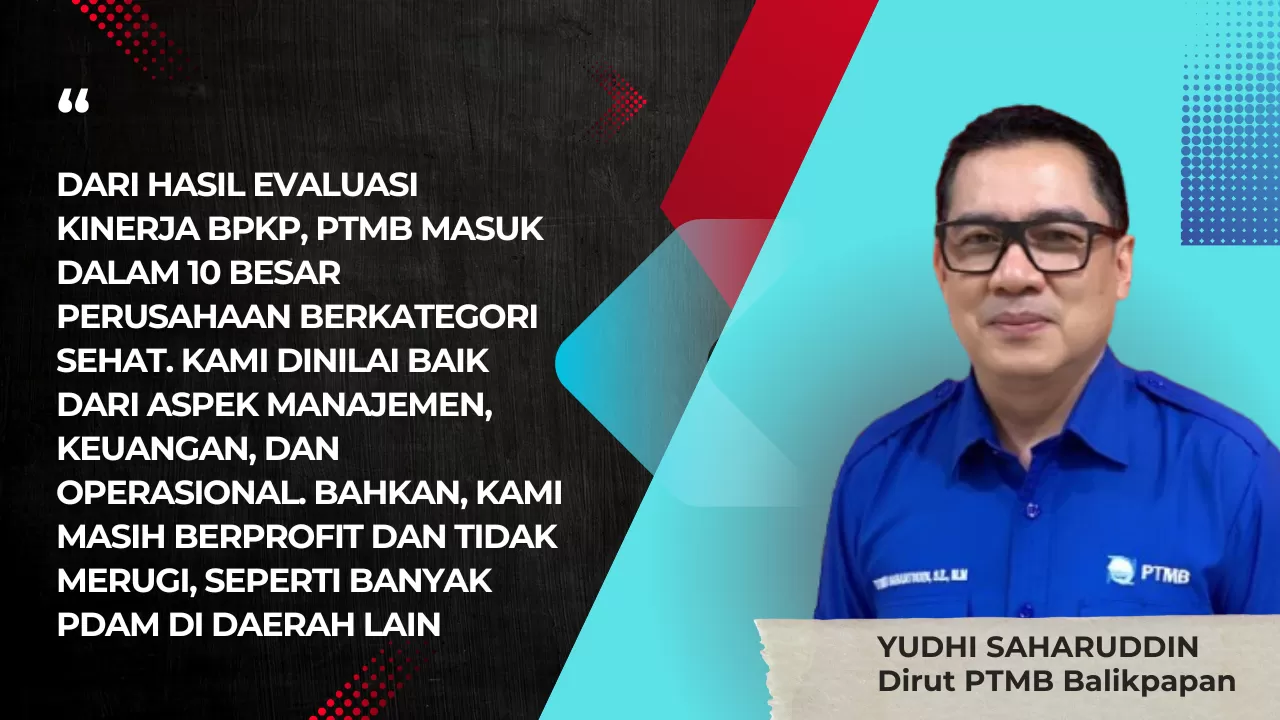 “
DARI HASIL EVALUASI
KINERJA BPKP, PTMB MASUK
DALAM 10 BESAR
PERUSAHAAN BERKATEGORI
SEHAT. KAMI DINILAI BAIK
DARI ASPEK MANAJEMEN,
KEUANGAN, DAN
OPERASIONAL. BAHKAN, KAMI
MASIH BERPROFIT DAN TIDAK
MERUGI, SEPERTI BANYAK
PDAM DI DAERAH LAIN
PTMB
YUDHI SAHARUDDIN
Dirut PTMB Balikpapan